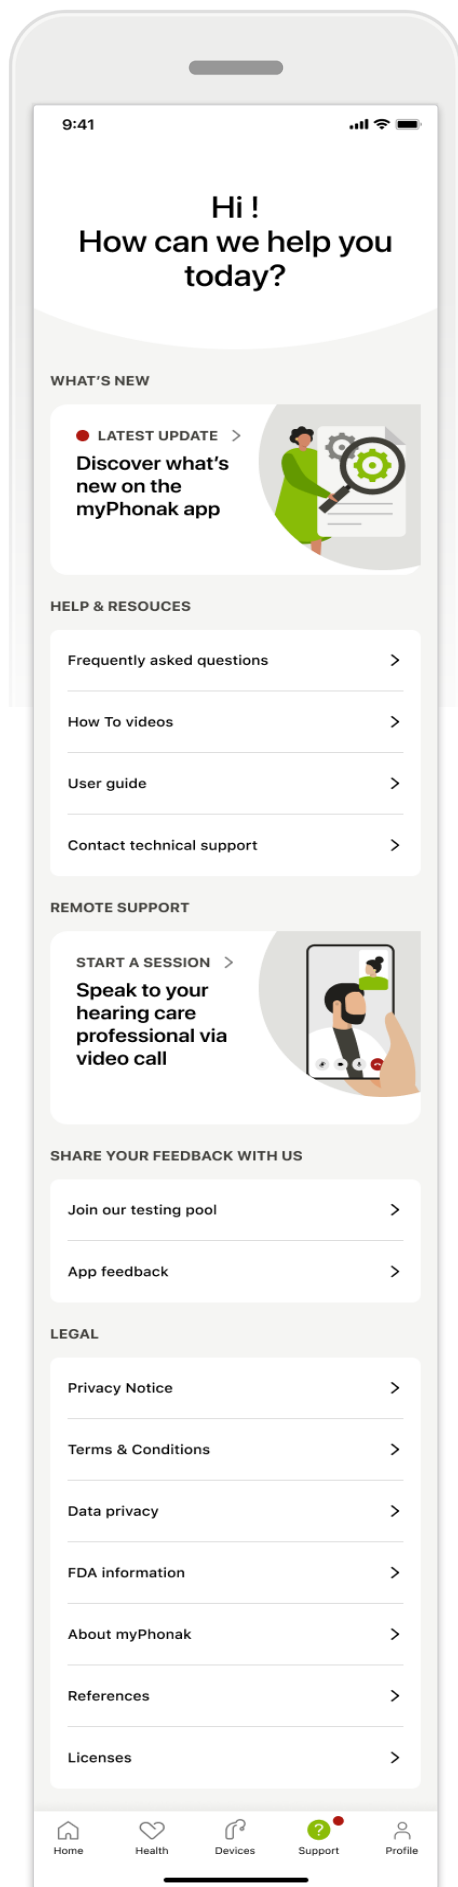 9:41
Hi !
How can we help you
today?
WHAT'S NEW
LATEST UPDATE
Discover what's
new on the
myPhonak app
HELP & RESOUCES
Frequently asked questions
How To videos
User guide
Contact technical support
REMOTE SUPPORT
START A SESSION
Speak to your
hearing care
professional via
video call
SHARE YOUR FEEDBACK WITH US
Join our testing pool
App feedback
LEGAL
Privacy Notice
Terms & Conditions
Data privacy
FDA information
About myPhonak
References
Licenses
?
Home Health Devices Support Profile